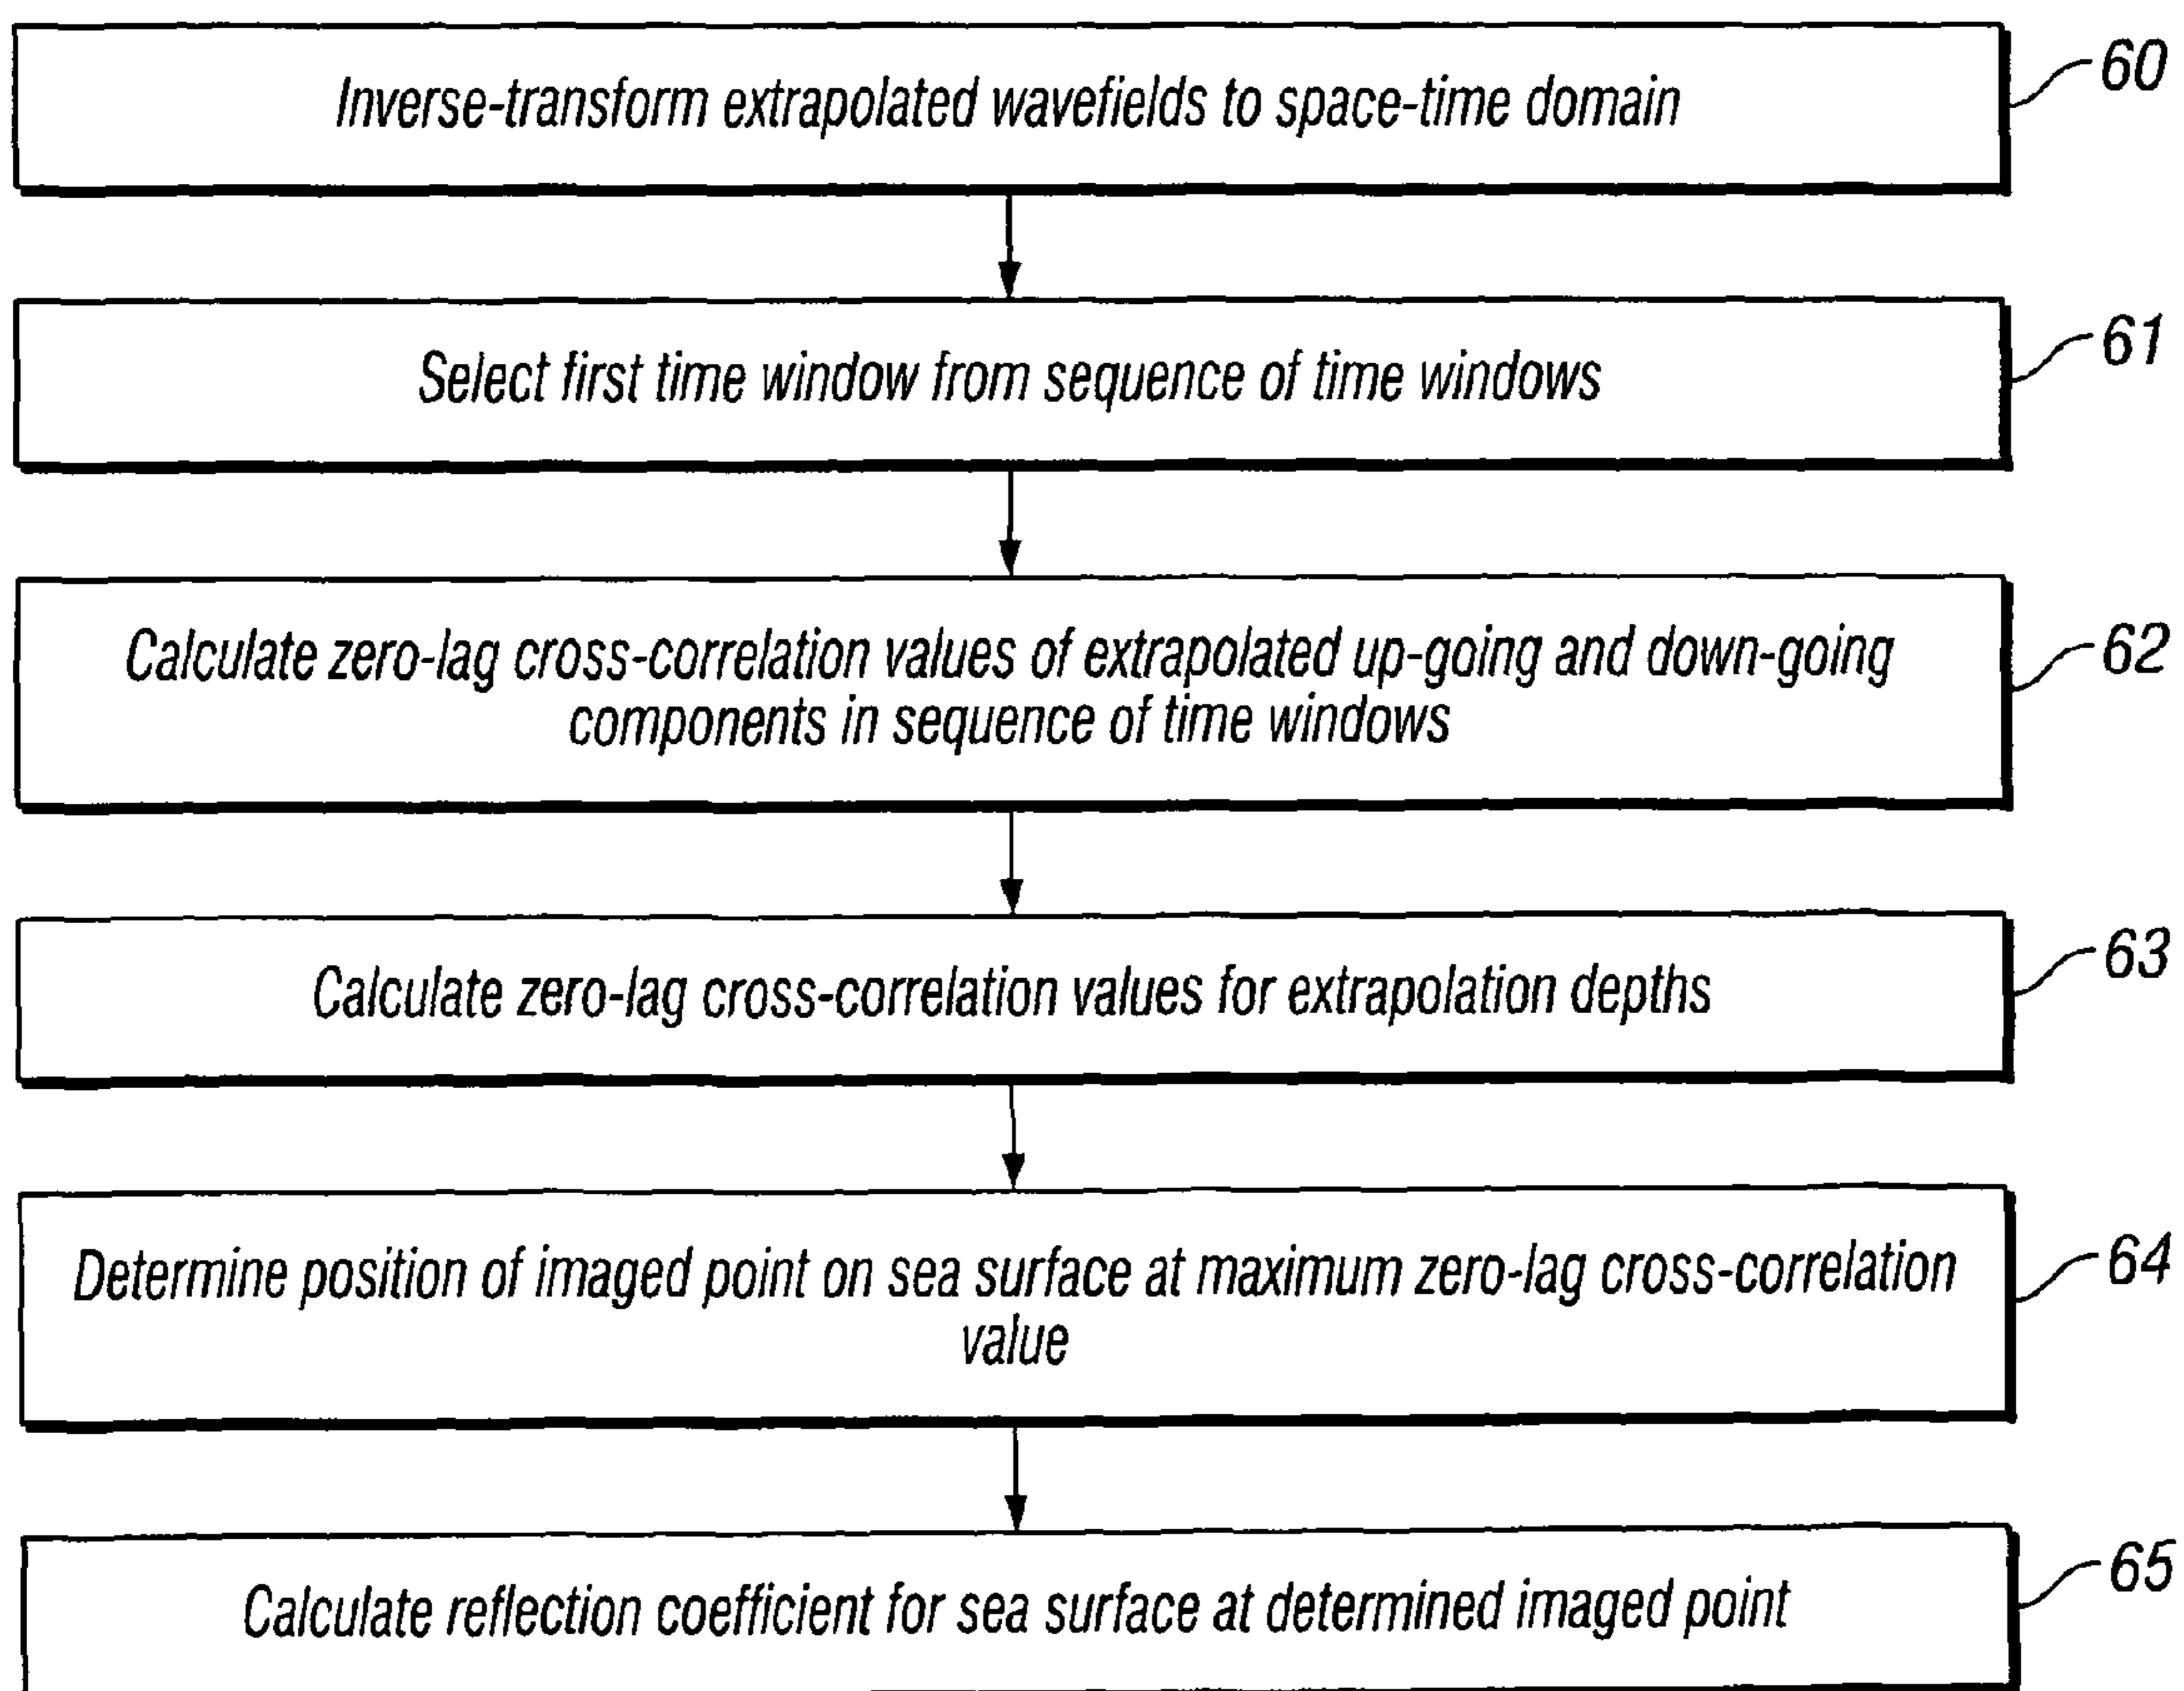 Inverse-transform extrapolated wavefields to space-time domain
60
Select first time window from sequence of time windows
61
Calculate zero-lag cross-correlation values of extrapolated up-going and down-going
components in sequence of time windows
62
Calculate zero-lag cross-correlation values for extrapolation depths
63
Determine position of imaged point on sea surface at maximum zero-lag cross-correlation
value
64
Calculate reflection coefficient for sea surface at determined imaged point
65